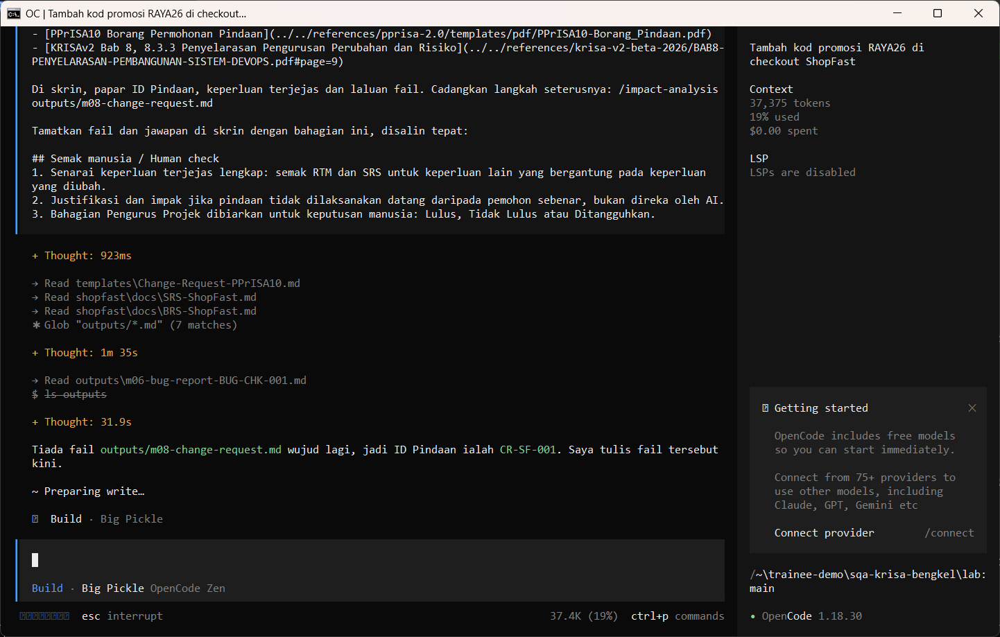 OC | Tambah kod promosi RAYA26 di checkout...
- [PPrISA10 Borang Permohonan Pindaan](../../references/pprisa-2.0/templates/pdf/PPrISA10-Borang_Pindaan.pdf)
- [KRISAv2 Bab 8, 8.3.3 Penyelarasan Pengurusan Perubahan dan Risiko](../../references/krisa-v2-beta-2026/BAB8-
PENYELARASAN-PEMBANGUNAN-SISTEM-DEVOPS.pdf#page=9)
Di skrin, papar ID Pindaan, keperluan terjejas dan laluan fail. Cadangkan langkah seterusnya: /impact-analysis
outputs/m08-change-request.md
Tamatkan fail dan jawapan di skrin dengan bahagian ini, disalin tepat:
## Semak manusia / Human check
1. Senarai keperluan terjejas lengkap: semak RTM dan SRS untuk keperluan lain yang bergantung pada keperluan
yang diubah.
2. Justifikasi dan impak jika pindaan tidak dilaksanakan datang daripada pemohon sebenar, bukan direka oleh AI.
3. Bahagian Pengurus Projek dibiarkan untuk keputusan manusia: Lulus, Tidak Lulus atau Ditangguhkan.
+ Thought: 923ms
→ Read templates\Change-Request-PPrISA10.md
→ Read shopfast\docs\SRS-ShopFast.md
→ Read shopfast\docs\BRS-ShopFast.md
✱ Glob "outputs/*.md" (7 matches)
+ Thought: 1m 35s
→ Read outputs\m06-bug-report-BUG-CHK-001.md
$ ls outputs
+ Thought: 31.9s
Tiada fail outputs/m08-change-request.md wujud lagi, jadi ID Pindaan ialah CR-SF-001. Saya tulis fail tersebut
kini.
~ Preparing write…
Build · Big Pickle
Build · Big Pickle OpenCode Zen
esc interrupt
37.4K (19%) ctrl+p commands
Tambah kod promosi RAYA26 di
checkout ShopFast
Context
37,375 tokens
19% used
$0.00 spent
LSP
LSPs are disabled
Getting started
OpenCode includes free models
so you can start immediately.
Connect from 75+ providers to
use other models, including
Claude, GPT, Gemini etc
Connect provider /connect
/~\trainee-demo\sqa-krisa-bengkel\lab:
main
• OpenCode 1.18.30